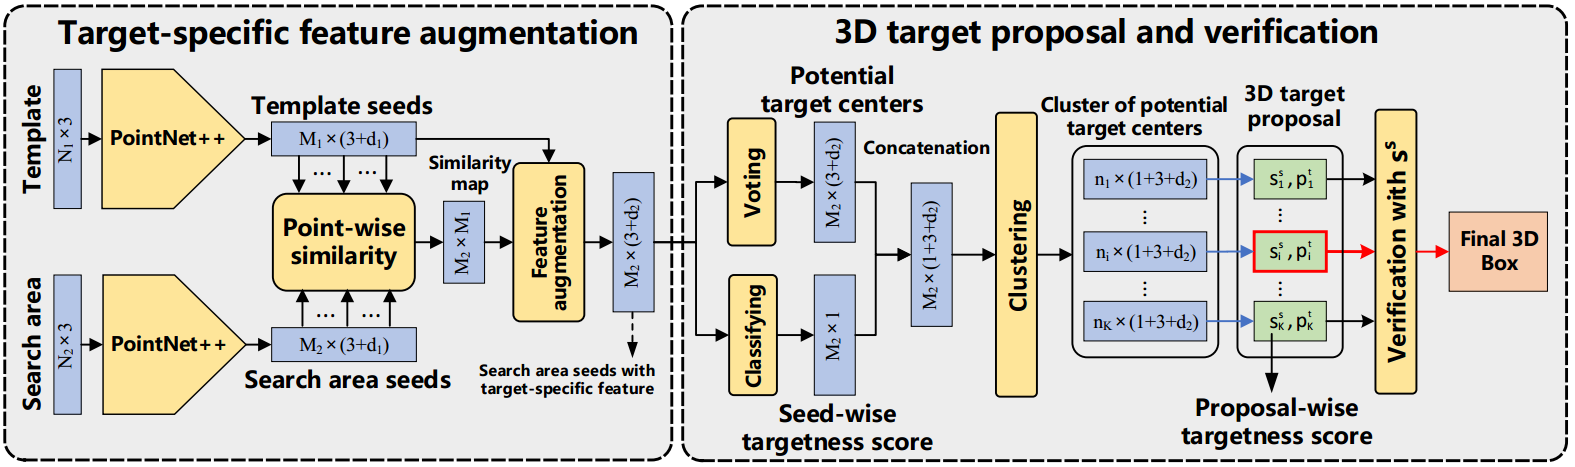 Target-specific feature augmentation
Template
N₁ × 3
PointNet++
Template seeds
M₁ × (3+d₁)
... ...
Point-wise
similarity
Similarity
map
M₂ × M₁
Feature
augmentation
M₂ × (3+d₂)
Search area
N₂ × 3
PointNet++
... ...
M₂ × (3+d₁)
Search area seeds
Search area seeds with
target-specific feature
3D target proposal and verification
Potential
target centers
Voting
M₂ × (3+d₂)
Classifying
M₂ × 1
Seed-wise
targetness score
Concatenation
M₂ × (1+3+d₂)
Clustering
Cluster of potential
target centers
n₁ × (1+3+d₂)
...
nᵢ × (1+3+d₂)
...
n_K × (1+3+d₂)
3D target
proposal
s₁ˢ, p₁ᵗ
...
sᵢˢ, pᵢᵗ
...
s_Kˢ, p_Kᵗ
Proposal-wise
targetness score
Verification with sˢ
Final 3D
Box